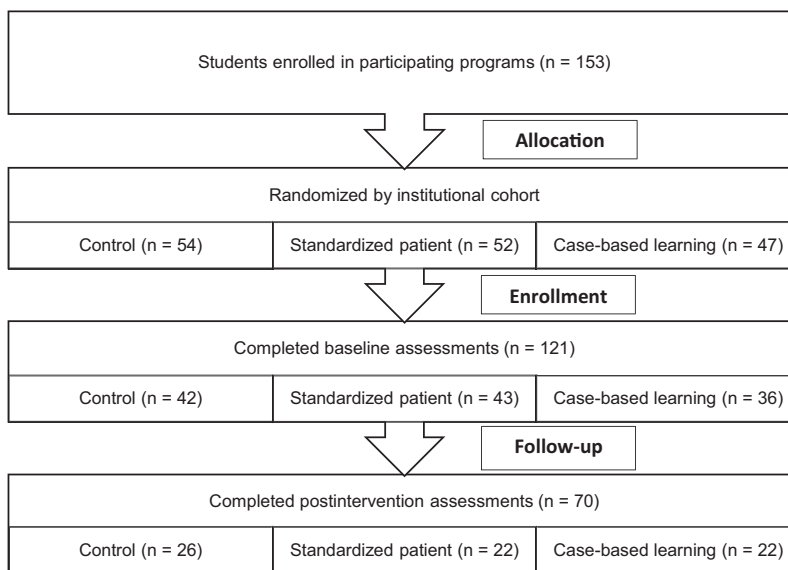 Students enrolled in participating programs (n = 153)
Allocation
Randomized by institutional cohort
Control (n = 54)
Standardized patient (n = 52)
Case-based learning (n = 47)
Enrollment
Completed baseline assessments (n = 121)
Control (n = 42)
Standardized patient (n = 43)
Case-based learning (n = 36)
Follow-up
Completed postintervention assessments (n = 70)
Control (n = 26)
Standardized patient (n = 22)
Case-based learning (n = 22)